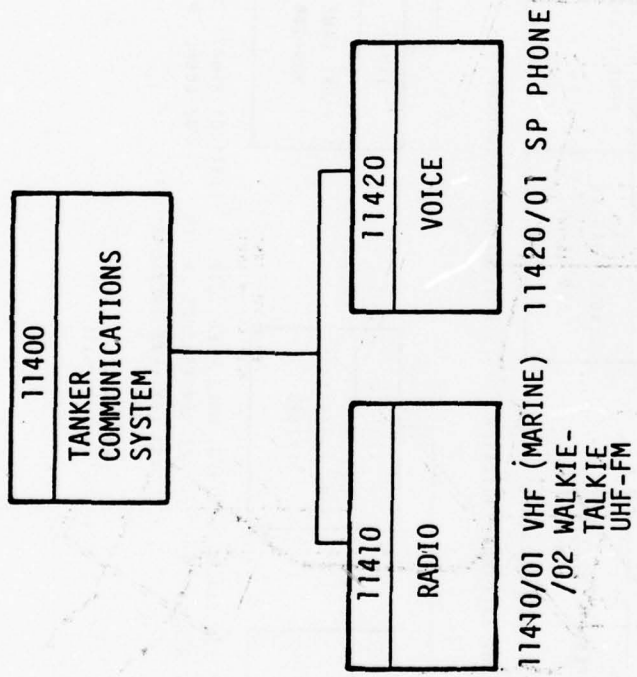 11400
TANKER
COMMUNICATIONS
SYSTEM
11410
RADIO
11420
VOICE
11410/01 VHF (MARINE)
/02 WALKIE-
TALKIE
UHF-FM
11420/01 SP PHONE